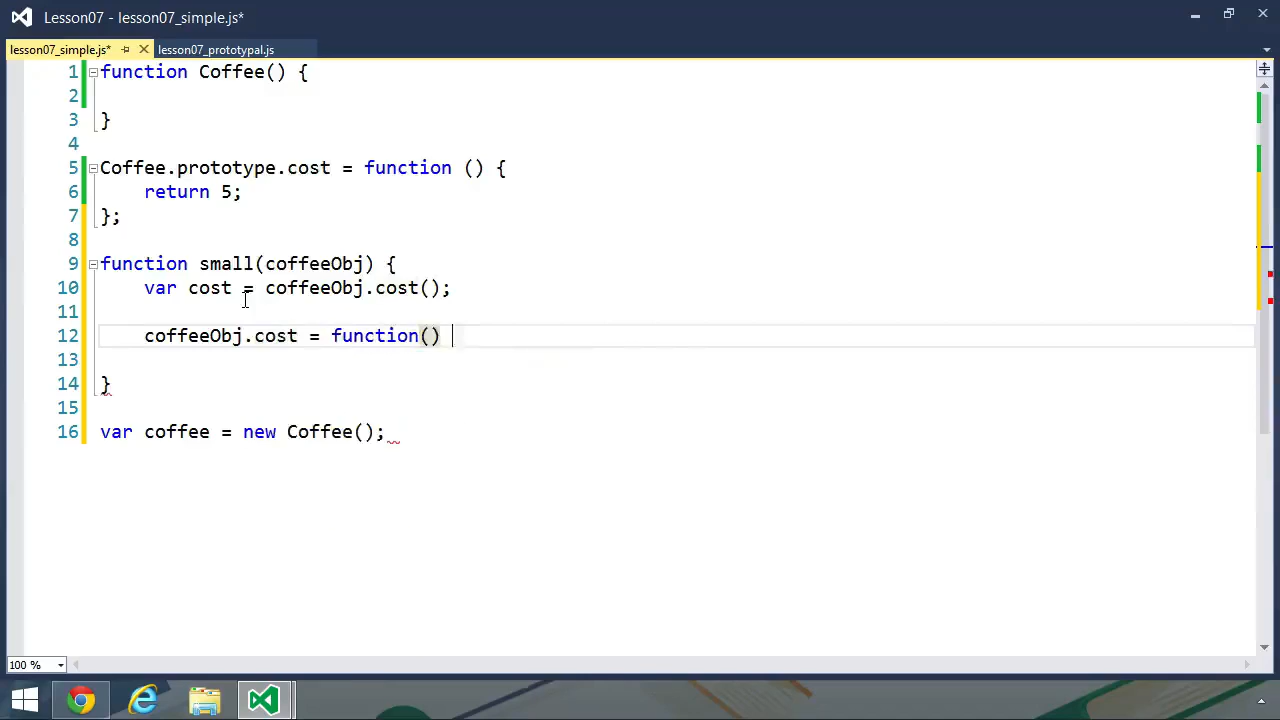 Lesson07 - lesson07_simple.js*
lesson07_simple.js*
lesson07_prototypal.js
1 function Coffee() {
2
3 }
4
5 Coffee.prototype.cost = function () {
6 return 5;
7 };
8
9 function small(coffeeObj) {
10 var cost = coffeeObj.cost();
11
12 coffeeObj.cost = function()
13
14 }
15
16 var coffee = new Coffee();
100 %